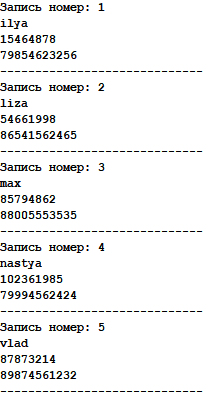 Запись номер: 1
ilya
15464878
79854623256
-----------------------------
Запись номер: 2
liza
54661998
86541562465
-----------------------------
Запись номер: 3
max
85794862
88005553535
-----------------------------
Запись номер: 4
nastya
102361985
79994562424
-----------------------------
Запись номер: 5
vlad
87873214
89874561232
-----------------------------